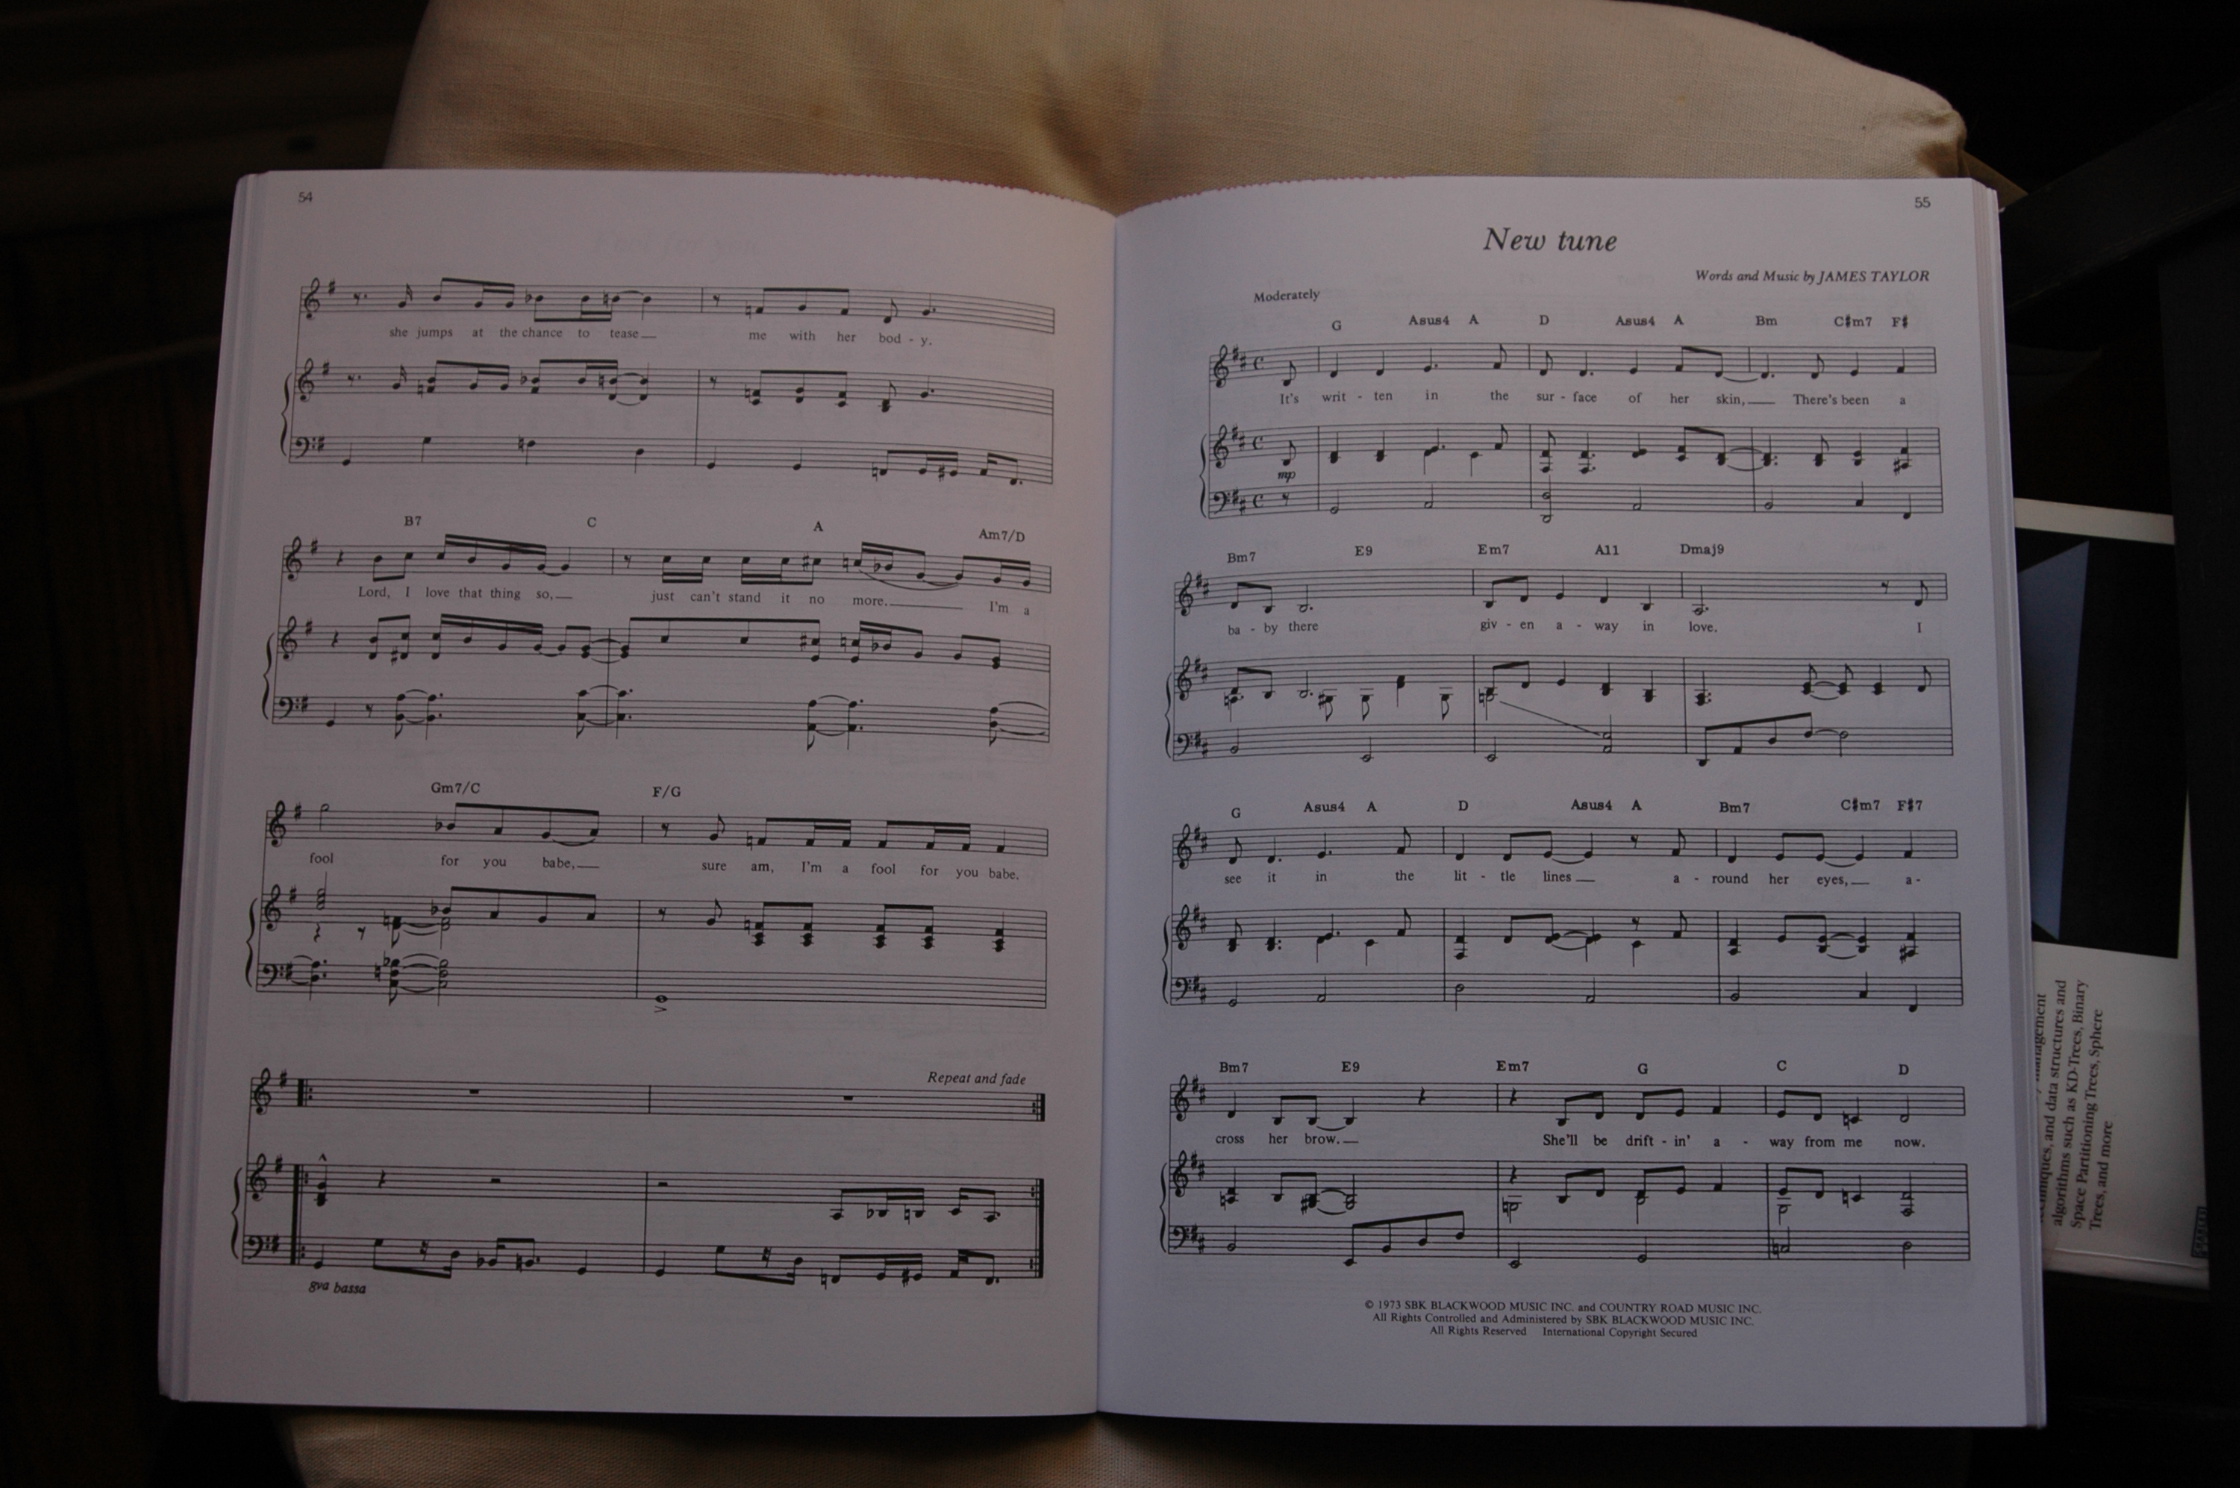 54
she jumps at the chance to tease me with her bod - y.
B7 C A Am7/D
Lord, I love that thing so, just can't stand it no more. I'm a
Gm7/C F/G
fool for you babe, sure am, I'm a fool for you babe.
Repeat and fade
8va bassa
55
New tune
Words and Music by JAMES TAYLOR
Moderately
G Asus4 A D Asus4 A Bm C#m7 F#
It's writ - ten in the sur - face of her skin, There's been a
mp
Bm7 E9 Em7 A11 Dmaj9
ba - by there giv - en a - way in love. I
G Asus4 A D Asus4 A Bm7 C#m7 F#7
see it in the lit - tle lines a - round her eyes, a -
Bm7 E9 Em7 G C D
cross her brow. She'll be drift - in' a - way from me now.
© 1973 SBK BLACKWOOD MUSIC INC. and COUNTRY ROAD MUSIC INC.
All Rights Controlled and Administered by SBK BLACKWOOD MUSIC INC.
All Rights Reserved International Copyright Secured
management
techniques, and data structures and
algorithms such as KD-Trees, Binary
Space Partitioning Trees, Sphere
Trees, and more